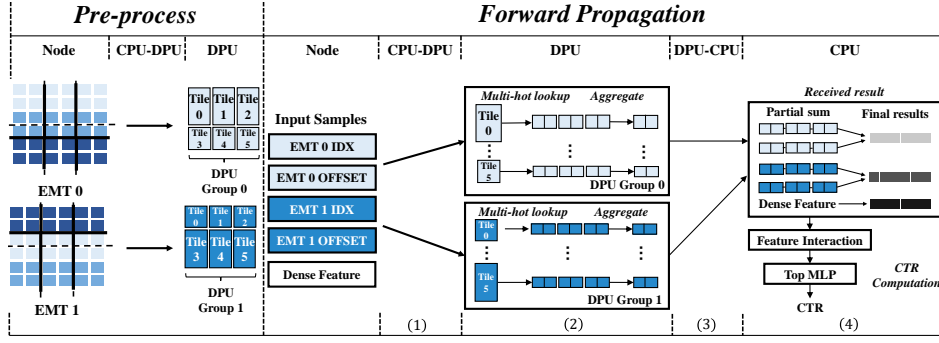 Pre-process
Forward Propagation
Node
CPU-DPU
DPU
Node
CPU-DPU
DPU
DPU-CPU
CPU
EMT 0
Tile 0
Tile 1
Tile 2
Tile 3
Tile 4
Tile 5
DPU
Group 0
EMT 1
Tile 0
Tile 1
Tile 2
Tile 3
Tile 4
Tile 5
DPU
Group 1
Input Samples
EMT 0 IDX
EMT 0 OFFSET
EMT 1 IDX
EMT 1 OFFSET
Dense Feature
Multi-hot lookup
Aggregate
Tile 0
Tile 5
DPU Group 0
Multi-hot lookup
Aggregate
Tile 0
Tile 5
DPU Group 1
Received result
Partial sum
Final results
Dense Feature
Feature Interaction
Top MLP
CTR
CTR
Computation
(1)
(2)
(3)
(4)